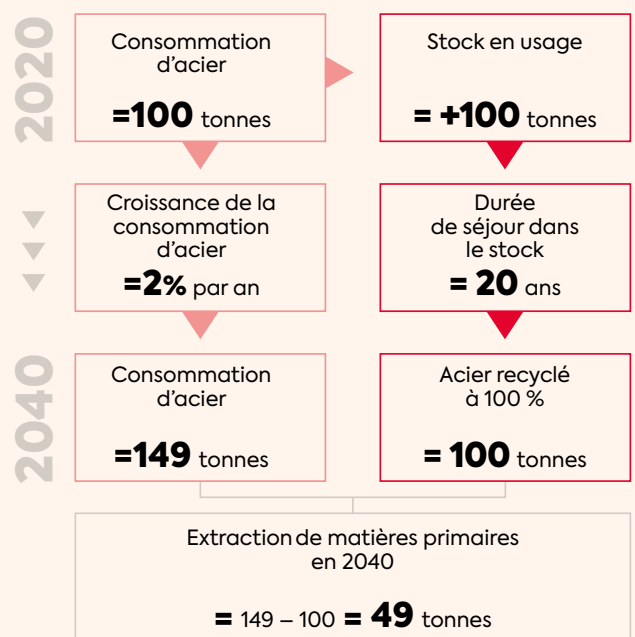 2020
Consommation
d'acier
=100 tonnes
Stock en usage
= +100 tonnes
Croissance de la
consommation
d'acier
=2% par an
Durée
de séjour dans
le stock
= 20 ans
2040
Consommation
d'acier
=149 tonnes
Acier recyclé
à 100 %
= 100 tonnes
Extraction de matières primaires
en 2040
= 149 – 100 = 49 tonnes